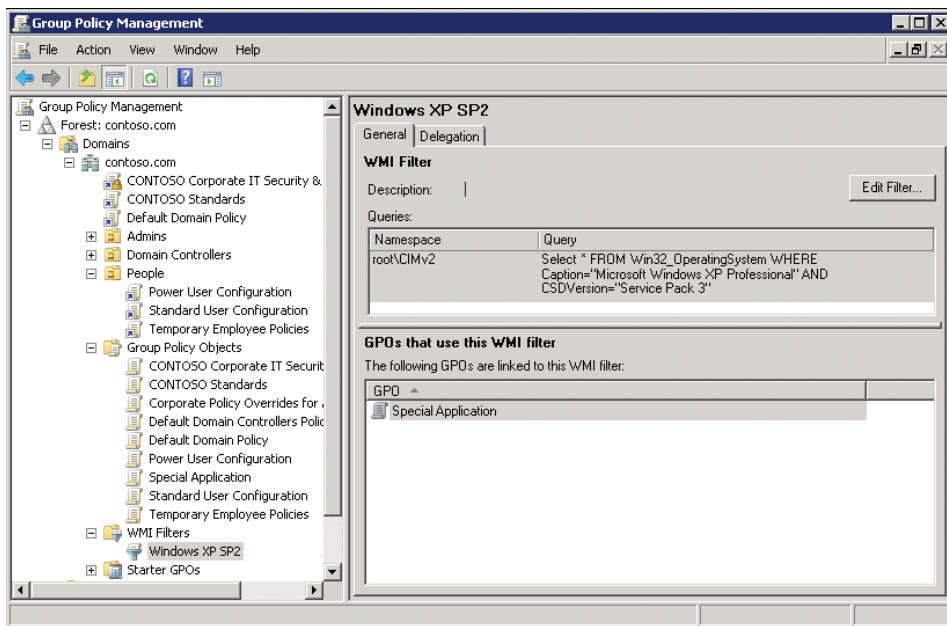 Group Policy Management
File Action View Window Help
Group Policy Management
Forest: contoso.com
Domains
contoso.com
CONTOSO Corporate IT Security &
CONTOSO Standards
Default Domain Policy
Admins
Domain Controllers
People
Power User Configuration
Standard User Configuration
Temporary Employee Policies
Group Policy Objects
CONTOSO Corporate IT Securit
CONTOSO Standards
Corporate Policy Overrides for
Default Domain Controllers Polic
Default Domain Policy
Power User Configuration
Special Application
Standard User Configuration
Temporary Employee Policies
WMI Filters
Windows XP SP2
Starter GPOs
Windows XP SP2
General Delegation
WMI Filter
Description:
Edit Filter...
Queries:
Namespace Query
root\CIMv2 Select * FROM Win32_OperatingSystem WHERE
Caption="Microsoft Windows XP Professional" AND
CSDVersion="Service Pack 3"
GPOs that use this WMI filter
The following GPOs are linked to this WMI filter:
GPO
Special Application